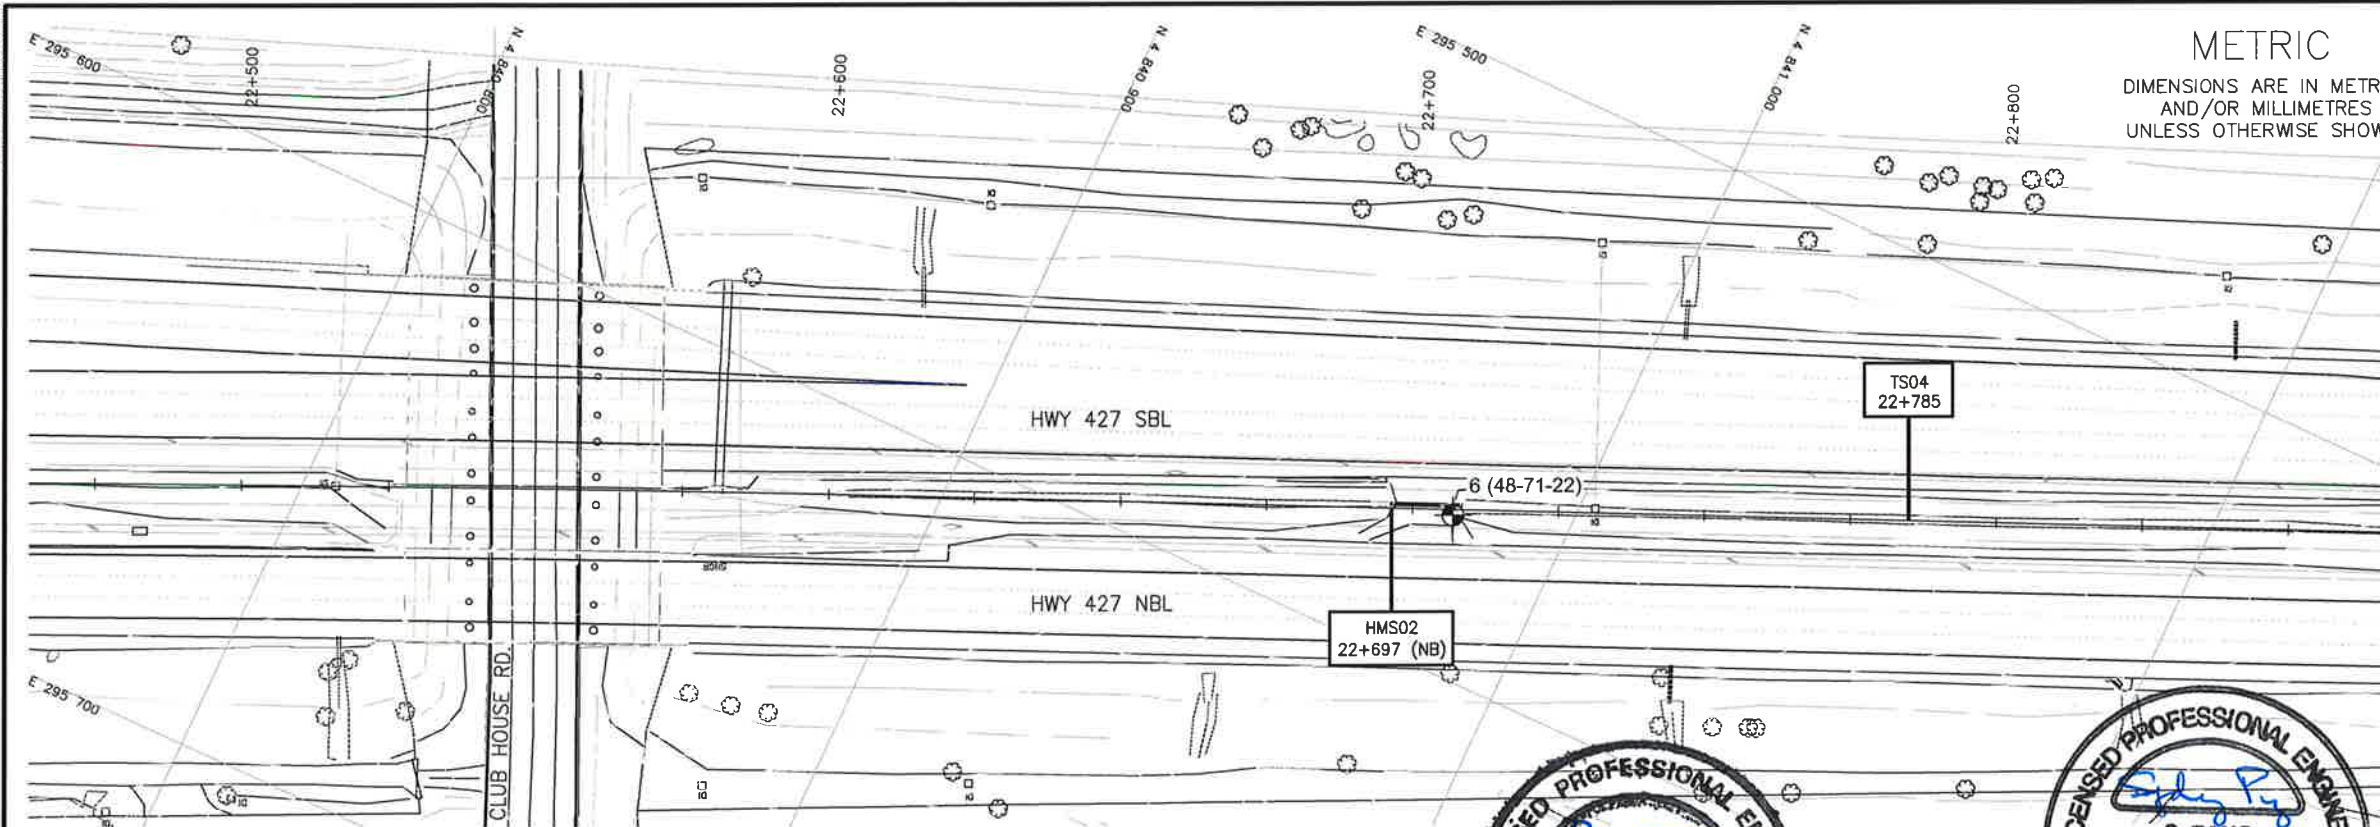 METRIC
DIMENSIONS ARE IN METR
AND/OR MILLIMETRES
UNLESS OTHERWISE SHOW
E 295 600
22+500
N 4 840 800
22+600
N 4 840 900
E 295 500
22+700
N 4 841 000
22+800
HWY 427 SBL
TS04
22+785
6 (48-71-22)
HWY 427 NBL
HMS02
22+697 (NB)
E 295 700
CLUB HOUSE RD.
PROFESSIONAL
CENSED PROFESSIONAL ENGINE